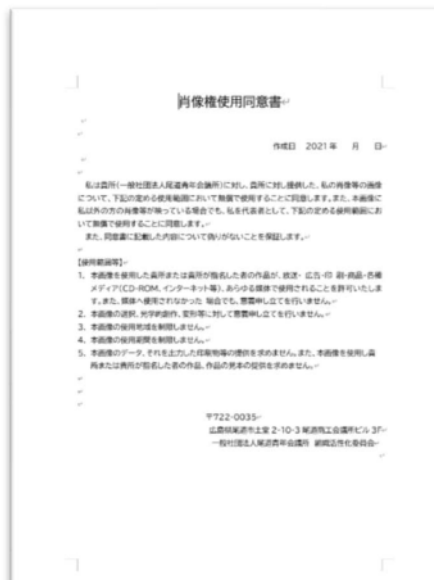 肖像権使用同意書
作成日 2021年 月 日
私は貴所(一般社団法人尾道青年会議所)に対し、貴所に対し提供した、私の肖像等の画像
について、下記の定める使用範囲において無償で使用することに同意します。また、本画像に
私以外の方の肖像等が映っている場合でも、私を代表者として、下記の定める使用範囲にお
いて無償で使用することに同意します。
また、同意書に記載した内容について偽りがないことを保証します。
【使用範囲等】
1. 本画像を使用した貴所または貴所が指名した者の作品が、放送・広告・印 刷・商品・各種
メディア(CD-ROM、インターネット等)、あらゆる媒体で使用されることを許可いたしま
す。また、媒体へ使用されなかった 場合でも、意義申し立てを行いません。
2. 本画像の選択、光学的創作、変形等に対して意義申し立てを行いません。
3. 本画像の使用地域を制限しません。
4. 本画像の使用期間を制限しません。
5. 本画像のデータ、それを出力した印刷物等の提供を求めません。また、本画像を使用し貴
所または貴所が指名した者の作品、作品の見本の提供を求めません。
〒722-0035
広島県尾道市土堂 2-10-3 尾道商工会議所ビル 3F
一般社団法人尾道青年会議所 組織活性化委員会